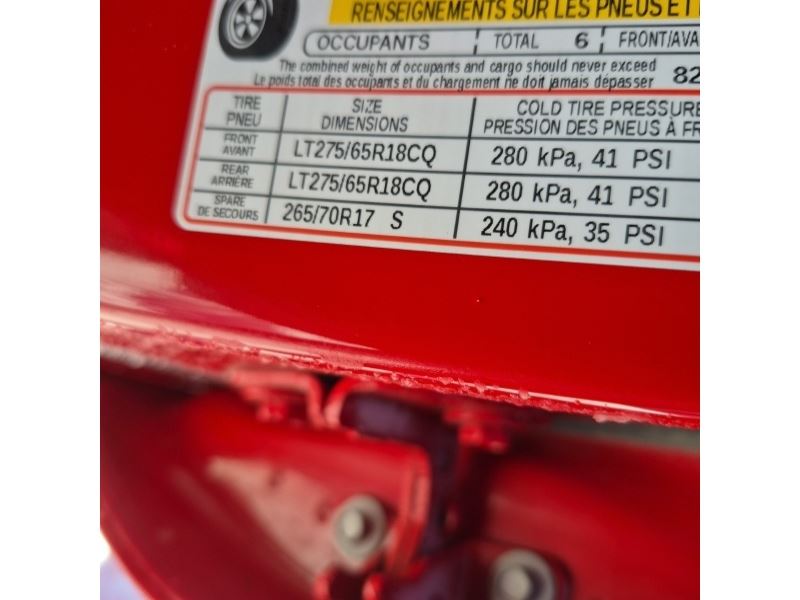 RENSEIGNEMENTS SUR LES PNEUS ET
OCCUPANTS TOTAL 6 FRONT/AVA
The combined weight of occupants and cargo should never exceed
Le poids total des occupants et du chargement ne doit jamais dépasser 82
TIRE PNEU SIZE DIMENSIONS COLD TIRE PRESSURE PRESSION DES PNEUS À FR
FRONT AVANT LT275/65R18CQ 280 kPa, 41 PSI
REAR ARRIÈRE LT275/65R18CQ 280 kPa, 41 PSI
SPARE DE SECOURS 265/70R17 S 240 kPa, 35 PSI